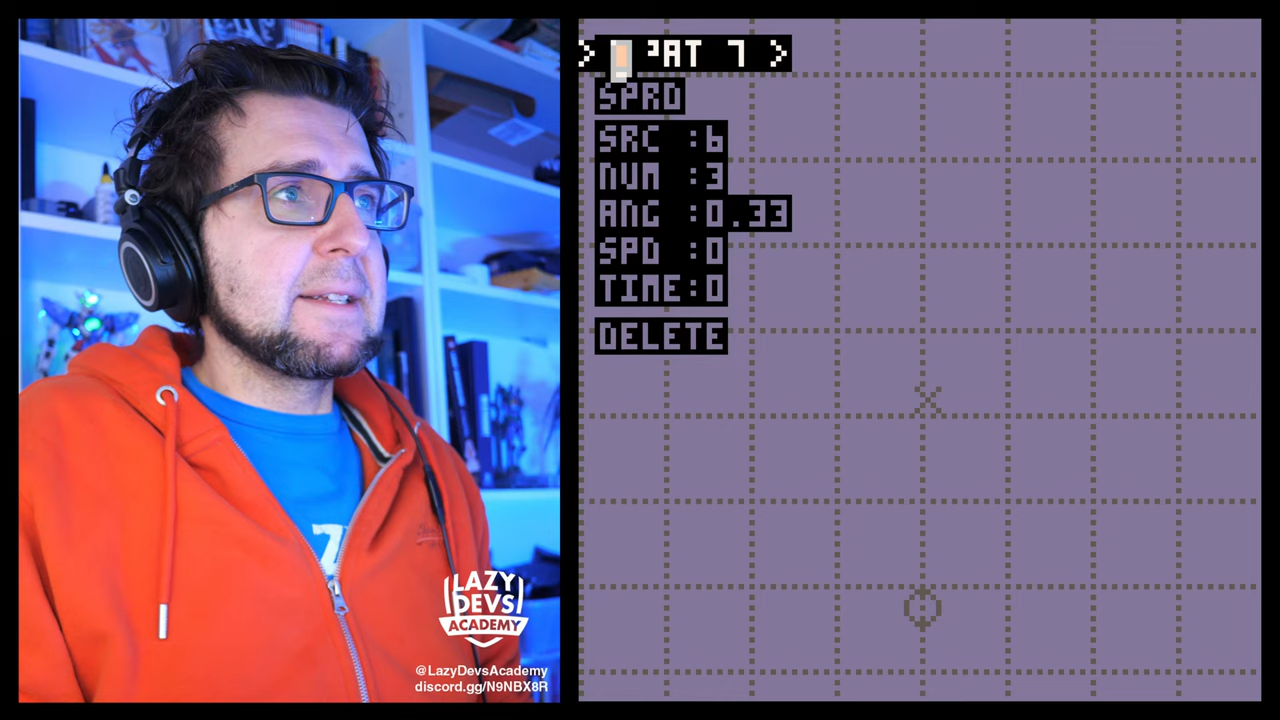 > PAT 7 >
SPRD
SRC :6
NUM :3
ANG :0.33
SPD :0
TIME:0
DELETE
LAZY
DEVS
ACADEMY
@LazyDevsAcademy
discord.gg/N9NBX8R